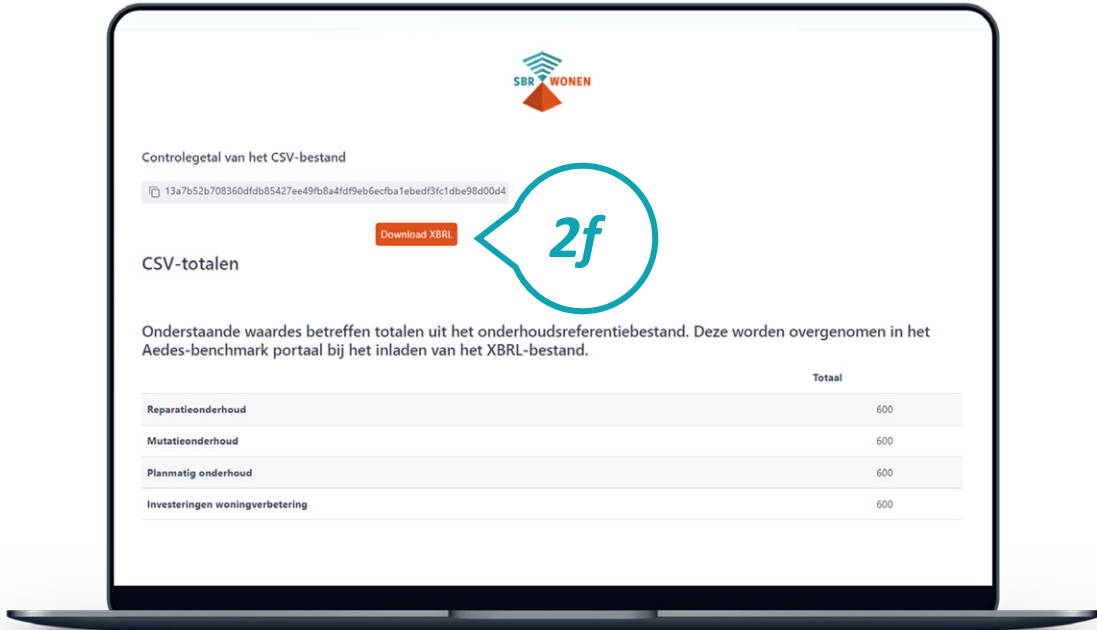 SBR WONEN
Controlegetal van het CSV-bestand
13a7b52b708360dfdb85427ee49fb8a4fdf9eb6ecfba1ebedf3fc1dbe98d00d4
Download XBRL
2f
CSV-totalen
Onderstaande waardes betreffen totalen uit het onderhoudsreferentiebestand. Deze worden overgenomen in het
Aedes-benchmark portaal bij het inladen van het XBRL-bestand.
Totaal
Reparatieonderhoud 600
Mutatieonderhoud 600
Planmatig onderhoud 600
Investeringen woningverbetering 600